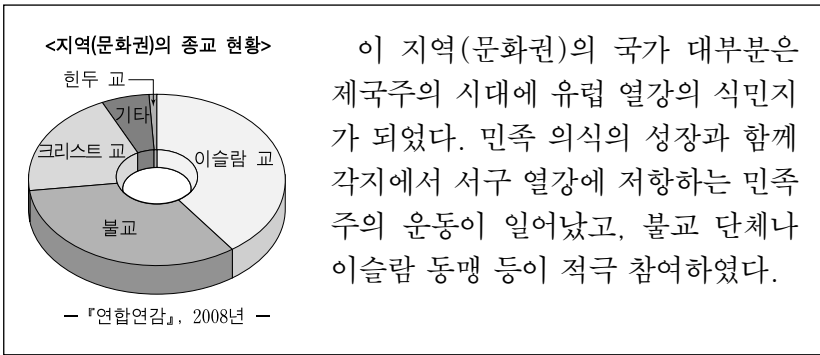 <지역(문화권)의 종교 현황>
힌두 교
기타
크리스트 교
이슬람 교
불교
- 『연합연감』, 2008년 -
이 지역(문화권)의 국가 대부분은
제국주의 시대에 유럽 열강의 식민지
가 되었다. 민족 의식의 성장과 함께
각지에서 서구 열강에 저항하는 민족
주의 운동이 일어났고, 불교 단체나
이슬람 동맹 등이 적극 참여하였다.